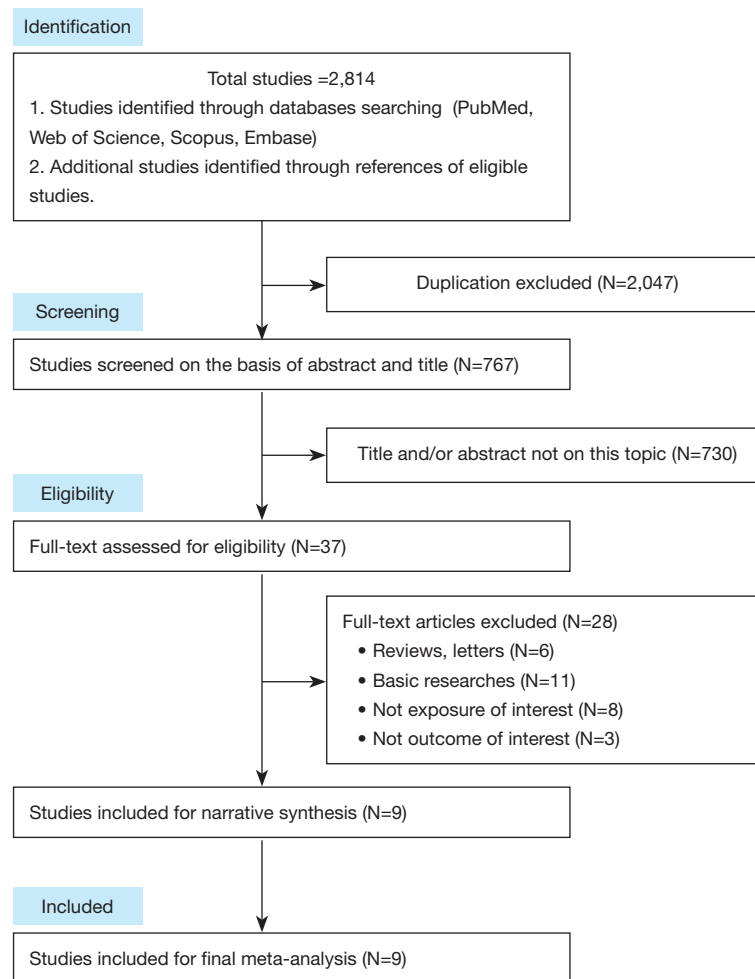 Identification
Total studies =2,814
1. Studies identified through databases searching (PubMed,
Web of Science, Scopus, Embase)
2. Additional studies identified through references of eligible
studies.
Duplication excluded (N=2,047)
Screening
Studies screened on the basis of abstract and title (N=767)
Title and/or abstract not on this topic (N=730)
Eligibility
Full-text assessed for eligibility (N=37)
Full-text articles excluded (N=28)
• Reviews, letters (N=6)
• Basic researches (N=11)
• Not exposure of interest (N=8)
• Not outcome of interest (N=3)
Studies included for narrative synthesis (N=9)
Included
Studies included for final meta-analysis (N=9)